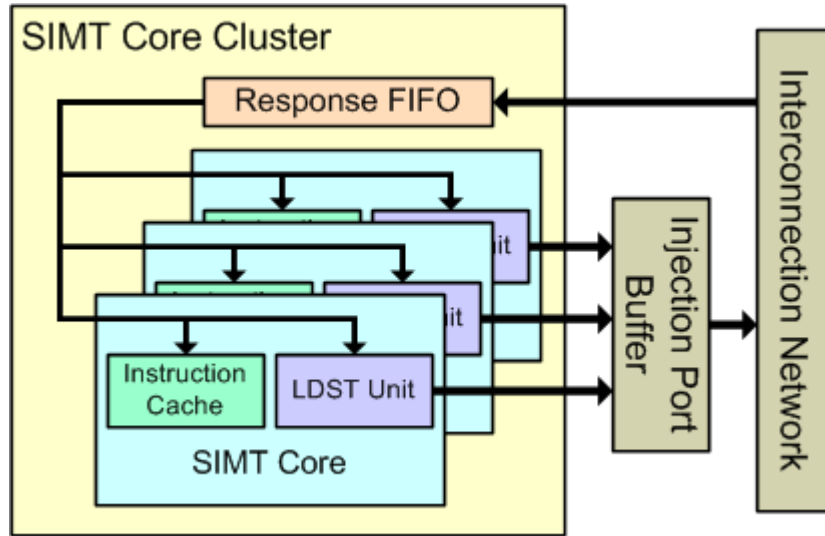 SIMT Core Cluster
Response FIFO
Instruction
Cache
LDST Unit
SIMT Core
Injection Port
Buffer
Interconnection Network